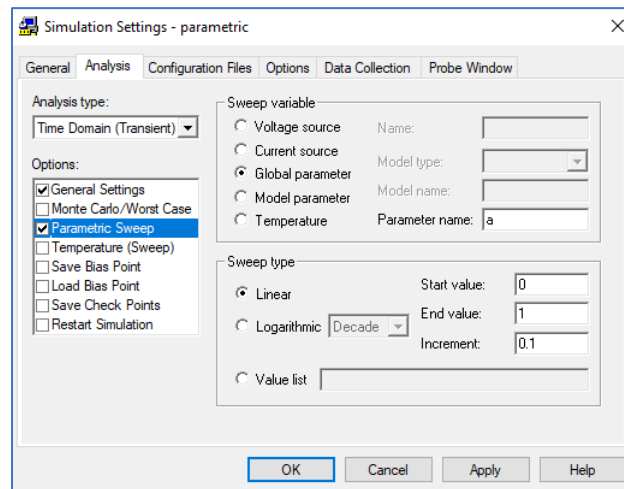 Simulation Settings - parametric
General Analysis Configuration Files Options Data Collection Probe Window
Analysis type:
Time Domain (Transient)
Options:
General Settings
Monte Carlo/Worst Case
Parametric Sweep
Temperature (Sweep)
Save Bias Point
Load Bias Point
Save Check Points
Restart Simulation
Sweep variable
Voltage source Name:
Current source
Model type:
Global parameter
Model name:
Model parameter
Temperature Parameter name: a
Sweep type
Linear
Start value: 0
End value: 1
Logarithmic Decade
Increment: 0.1
Value list
OK Cancel Apply Help